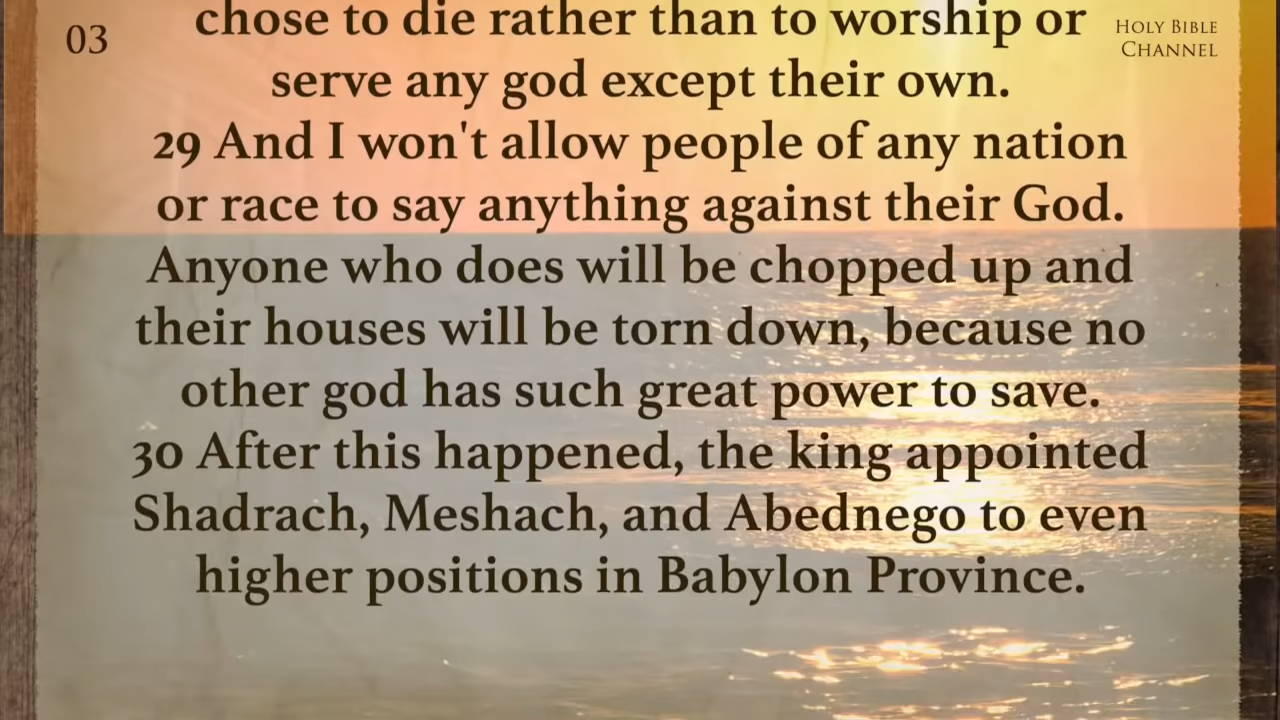 03
HOLY BIBLE
CHANNEL
chose to die rather than to worship or
serve any god except their own.
29 And I won't allow people of any nation
or race to say anything against their God.
Anyone who does will be chopped up and
their houses will be torn down, because no
other god has such great power to save.
30 After this happened, the king appointed
Shadrach, Meshach, and Abednego to even
higher positions in Babylon Province.